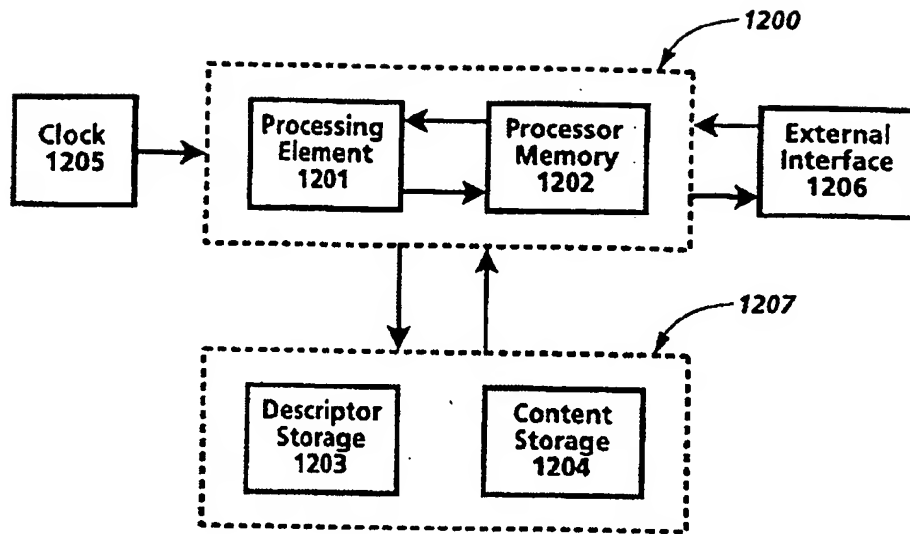 1200
Clock
1205
Processing
Element
1201
Processor
Memory
1202
External
Interface
1206
1207
Descriptor
Storage
1203
Content
Storage
1204